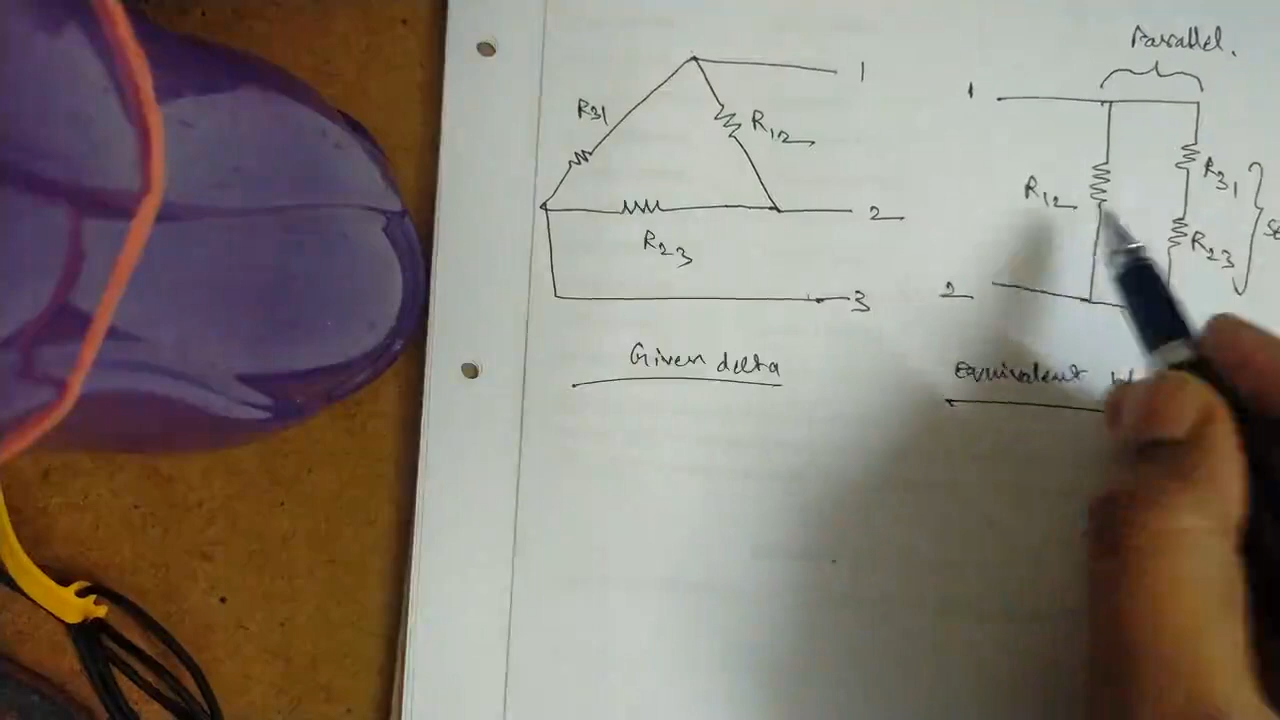 Parallel.
1
1
R31
R12
R31
R12
2
R23
R23
2
3
Given delta
Equivalent